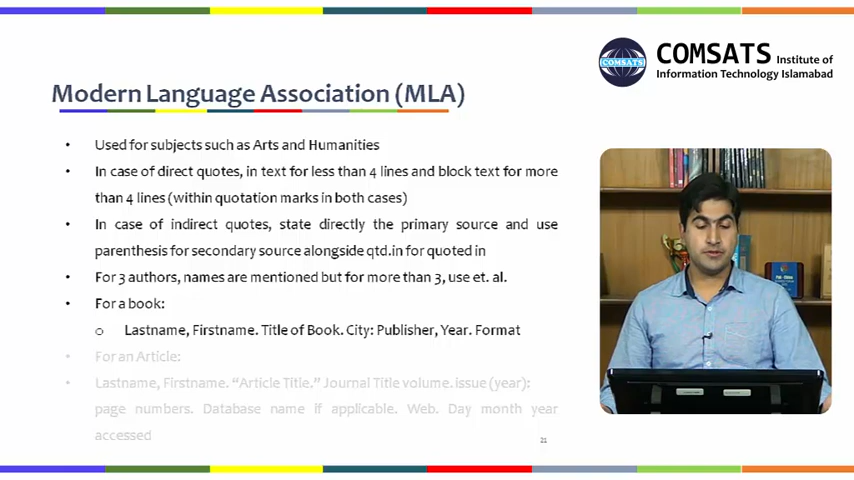 COMSATS
COMSATS Institute of
Information Technology Islamabad
Modern Language Association (MLA)
• Used for subjects such as Arts and Humanities
• In case of direct quotes, in text for less than 4 lines and block text for more
than 4 lines (within quotation marks in both cases)
• In case of indirect quotes, state directly the primary source and use
parenthesis for secondary source alongside qtd.in for quoted in
• For 3 authors, names are mentioned but for more than 3, use et. al.
• For a book:
o Lastname, Firstname. Title of Book. City: Publisher, Year. Format
• For an Article:
• Lastname, Firstname. “Article Title.” Journal Title volume. issue (year):
page numbers. Database name if applicable. Web. Day month year
accessed
21